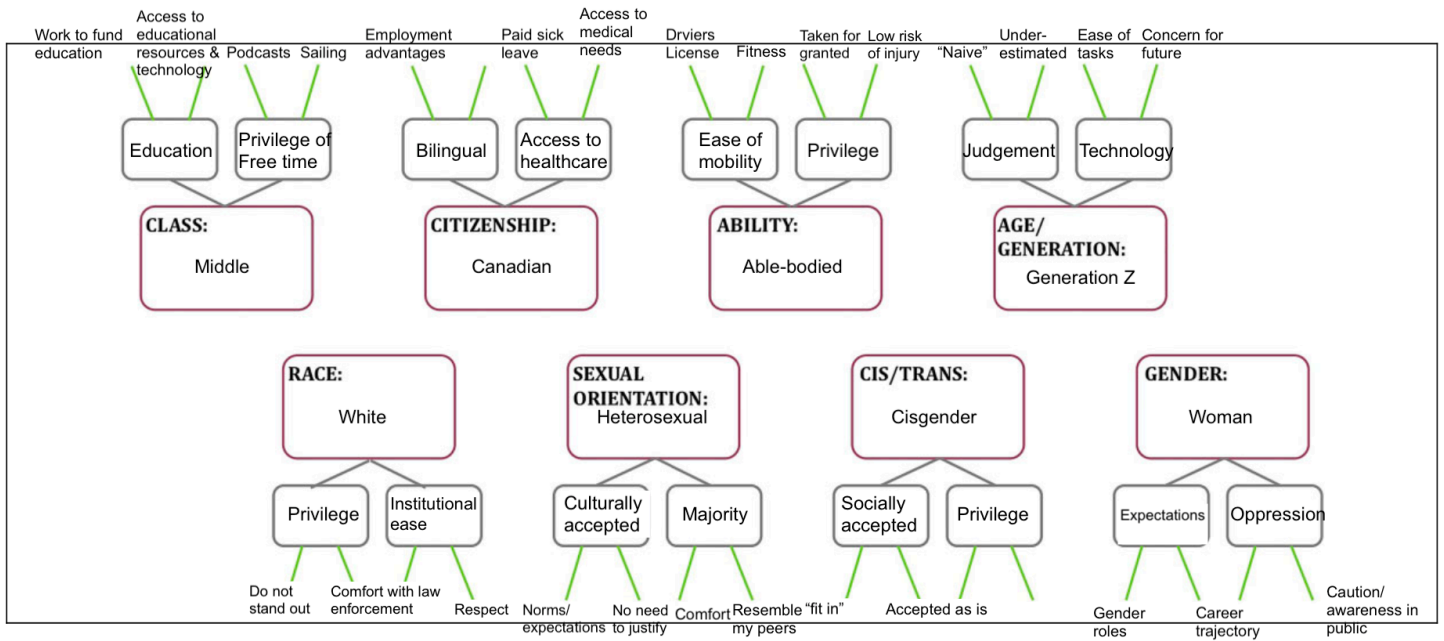 Work to fund
education
Access to
educational
resources &
technology
Podcasts
Sailing
Employment
advantages
Paid sick
leave
Access to
medical
needs
Drviers
License
Fitness
Taken for
granted
Low risk
of injury
“Naive”
Under-
estimated
Ease of
tasks
Concern for
future
Education
Privilege of
Free time
Bilingual
Access to
healthcare
Ease of
mobility
Privilege
Judgement
Technology
CLASS:
Middle
CITIZENSHIP:
Canadian
ABILITY:
Able-bodied
AGE/
GENERATION:
Generation Z
RACE:
White
SEXUAL
ORIENTATION:
Heterosexual
CIS/TRANS:
Cisgender
GENDER:
Woman
Privilege
Institutional
ease
Culturally
accepted
Majority
Socially
accepted
Privilege
Expectations
Oppression
Do not
stand out
Comfort with law
enforcement
Respect
Norms/
expectations
No need
to justify
Comfort
Resemble
my peers
“fit in”
Accepted as is
Gender
roles
Career
trajectory
Caution/
awareness in
public